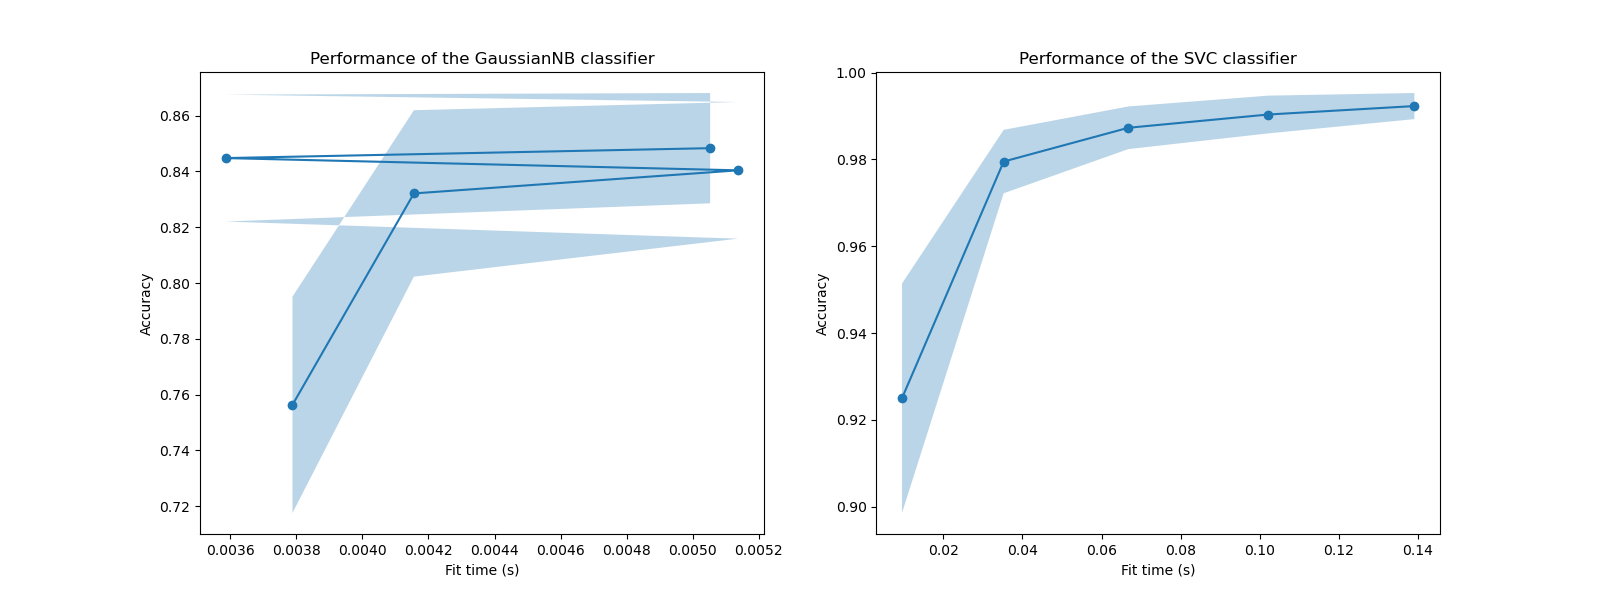 Performance of the GaussianNB classifier
Accuracy
0.86
0.84
0.82
0.80
0.78
0.76
0.74
0.72
0.0036 0.0038 0.0040 0.0042 0.0044 0.0046 0.0048 0.0050 0.0052
Fit time (s)
Performance of the SVC classifier
Accuracy
1.00
0.98
0.96
0.94
0.92
0.90
0.02 0.04 0.06 0.08 0.10 0.12 0.14
Fit time (s)